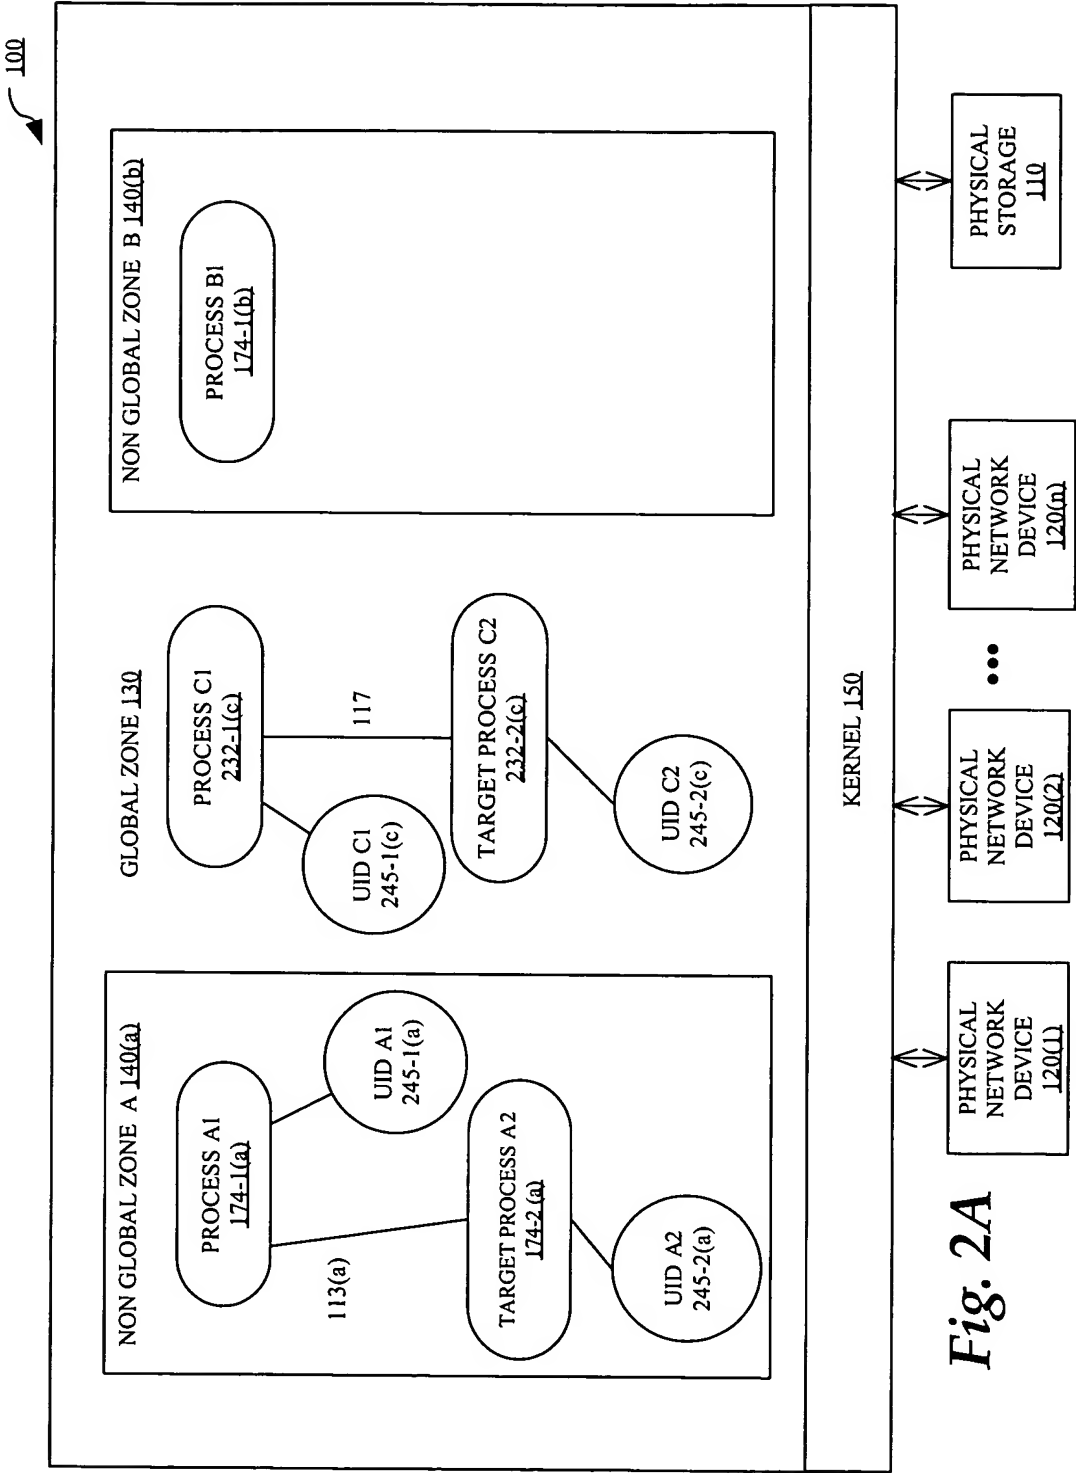 100
NON GLOBAL ZONE A 140(a)
PROCESS A1
174-1(a)
UID A1
245-1(a)
113(a)
TARGET PROCESS A2
174-2 (a)
UID A2
245-2(a)
GLOBAL ZONE 130
PROCESS C1
232-1(c)
UID C1
245-1(c)
117
TARGET PROCESS C2
232-2(c)
UID C2
245-2(c)
NON GLOBAL ZONE B 140(b)
PROCESS B1
174-1(b)
KERNEL 150
PHYSICAL
NETWORK
DEVICE
120(1)
PHYSICAL
NETWORK
DEVICE
120(2)
•••
PHYSICAL
NETWORK
DEVICE
120(n)
PHYSICAL
STORAGE
110
Fig. 2A